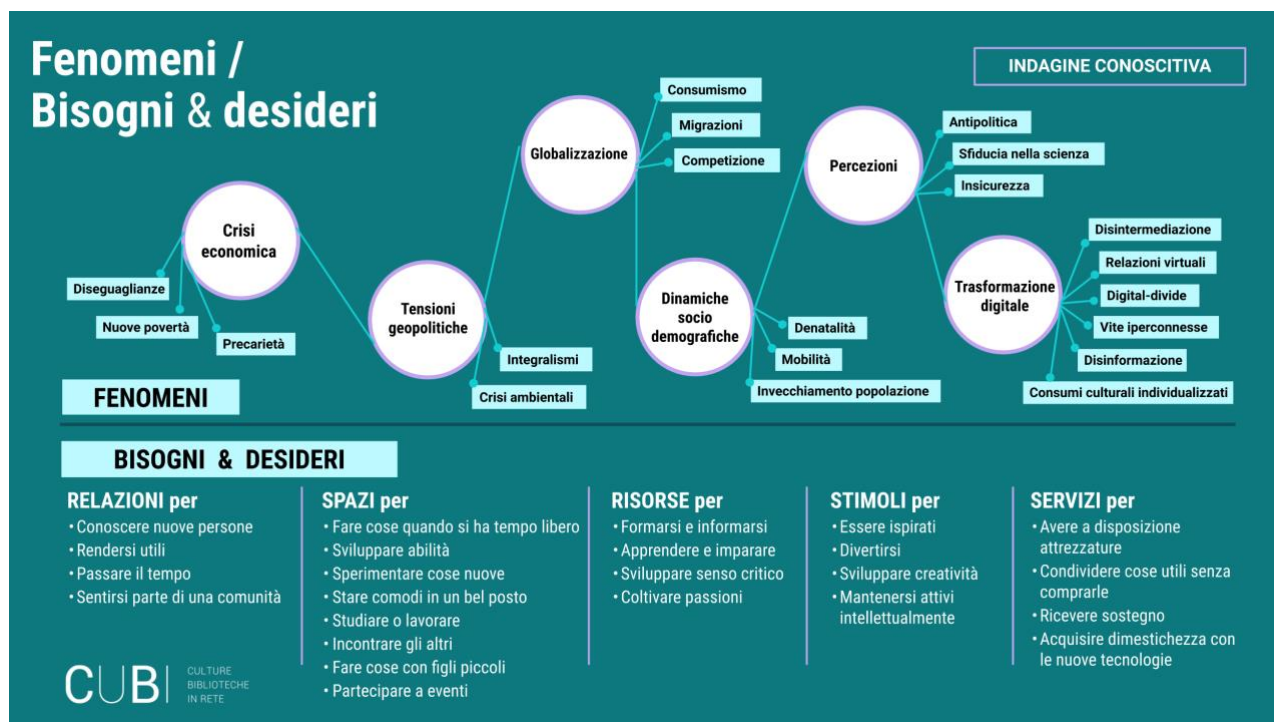 Fenomeni /
Bisogni & desideri
INDAGINE CONOSCITIVA
Crisi
economica
Diseguaglianze
Nuove povertà
Precarietà
Tensioni
geopolitiche
Integralismi
Crisi ambientali
Globalizzazione
Consumismo
Migrazioni
Competizione
Dinamiche
socio
demografiche
Denatalità
Mobilità
Invecchiamento popolazione
Percezioni
Antipolitica
Sfiducia nella scienza
Insicurezza
Trasformazione
digitale
Disintermediazione
Relazioni virtuali
Digital-divide
Vite iperconnesse
Disinformazione
Consumi culturali individualizzati
FENOMENI
BISOGNI & DESIDERI
RELAZIONI per
• Conoscere nuove persone
• Rendersi utili
• Passare il tempo
• Sentirsi parte di una comunità
SPAZI per
• Fare cose quando si ha tempo libero
• Sviluppare abilità
• Sperimentare cose nuove
• Stare comodi in un bel posto
• Studiare o lavorare
• Incontrare gli altri
• Fare cose con figli piccoli
• Partecipare a eventi
RISORSE per
• Formarsi e informarsi
• Apprendere e imparare
• Sviluppare senso critico
• Coltivare passioni
STIMOLI per
• Essere ispirati
• Divertirsi
• Sviluppare creatività
• Mantenersi attivi
intellettualmente
SERVIZI per
• Avere a disposizione
attrezzature
• Condividere cose utili senza
comprarle
• Ricevere sostegno
• Acquisire dimestichezza con
le nuove tecnologie
CUBI
CULTURE
BIBLIOTECHE
IN RETE